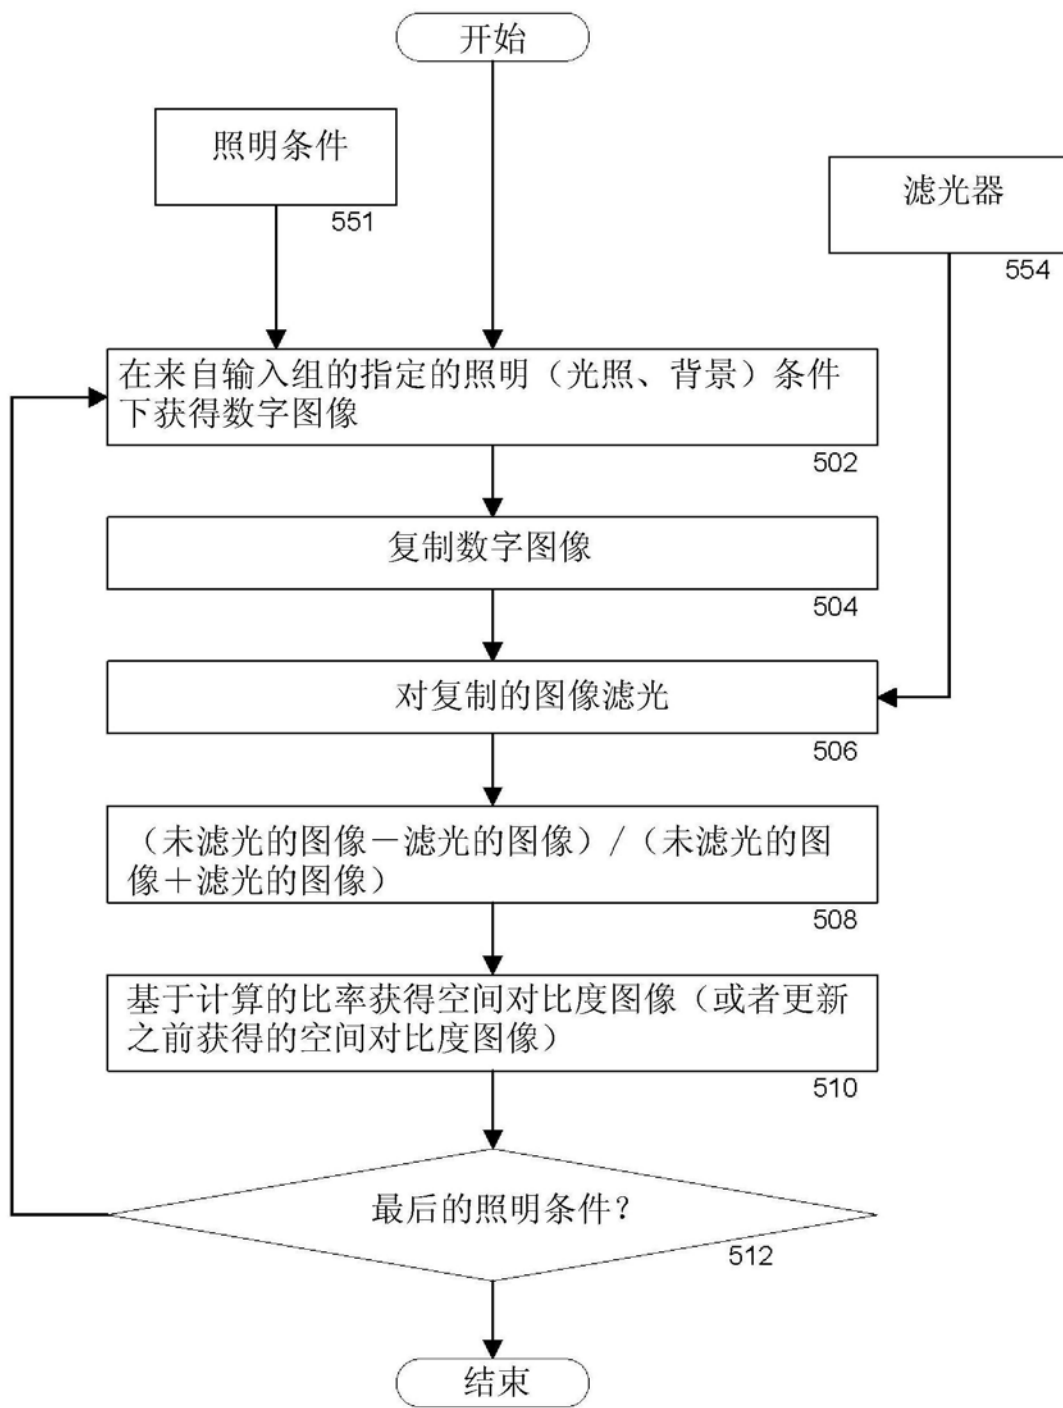 开始
照明条件
551
滤光器
554
在来自输入组的指定的照明（光照、背景）条件
下获得数字图像
502
复制数字图像
504
对复制的图像滤光
506
（未滤光的图像－滤光的图像）/（未滤光的图
像＋滤光的图像）
508
基于计算的比率获得空间对比度图像（或者更新
之前获得的空间对比度图像）
510
最后的照明条件？
512
结束